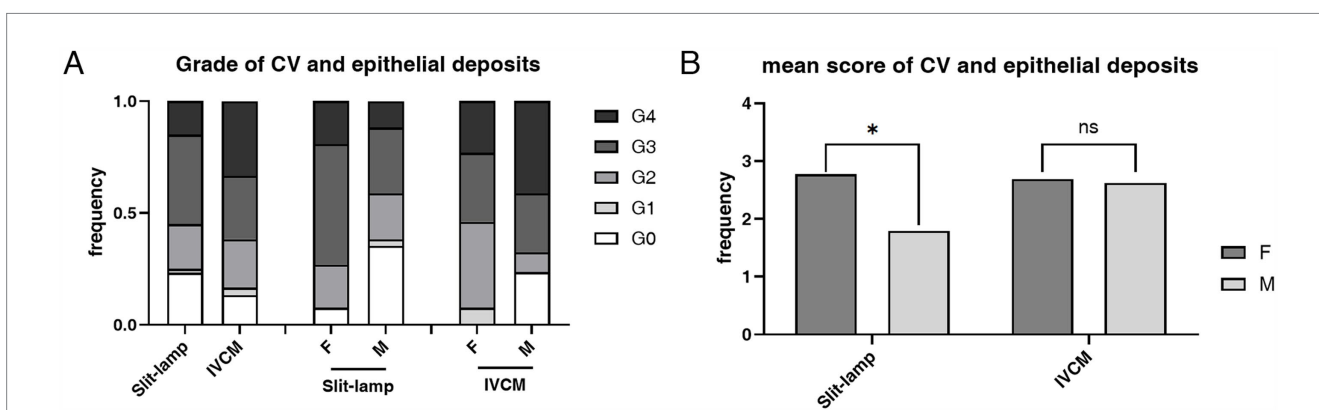 A
Grade of CV and epithelial deposits
1.0
0.5
0.0
frequency
Slit-lamp
IVCM
F
M
Slit-lamp
F
M
IVCM
G4
G3
G2
G1
G0
B
mean score of CV and epithelial deposits
4
3
2
1
0
frequency
*
ns
Slit-lamp
IVCM
F
M